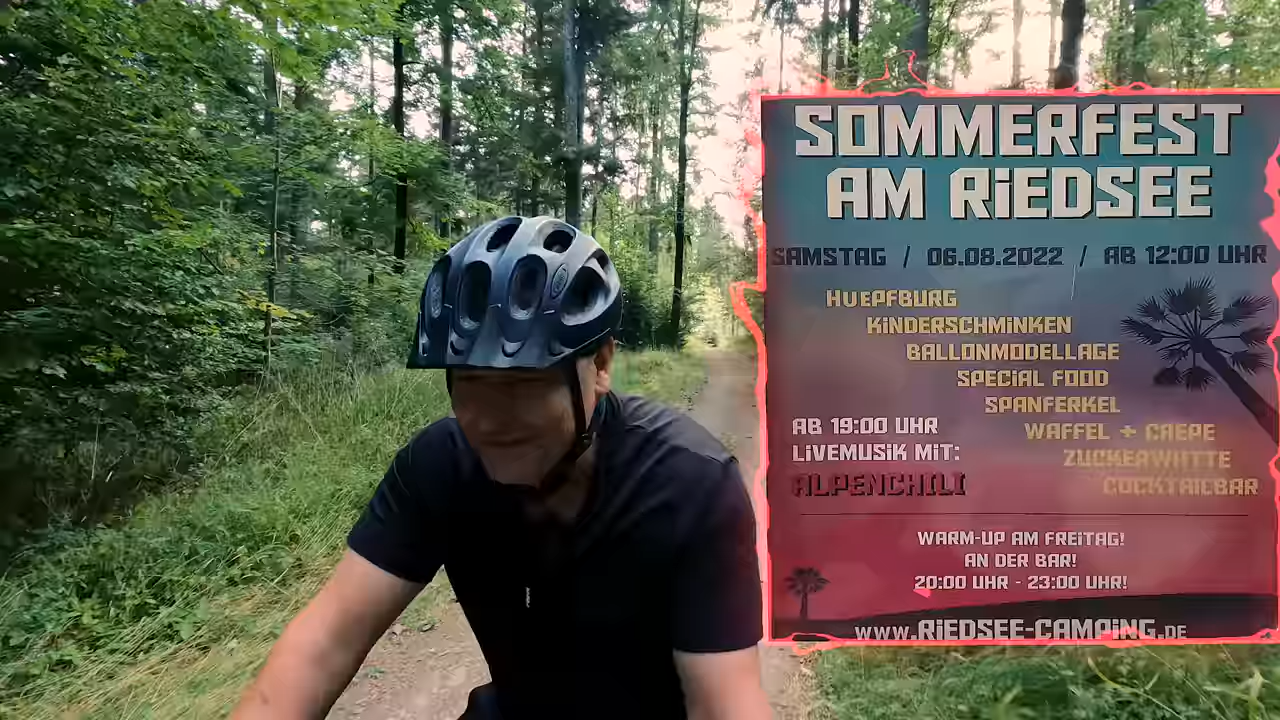 SOMMERFEST
AM RiEDSEE
SAMSTAG / 06.08.2022 / AB 12:00 UHR
HUEPFBURG
KiNDERSCHMiNKEN
BALLONMODELLAGE
SPECiAL FOOD
SPANFERKEL
WAFFEL + CREPE
ZUCKERWATTE
COCKTAiLBAR
AB 19:00 UHR
LiVEMUSiK MiT:
ALPENCHILI
WARM-UP AM FREiTAG!
AN DER BAR!
20:00 UHR - 23:00 UHR!
WWW.RiEDSEE-CAMPiNG.DE